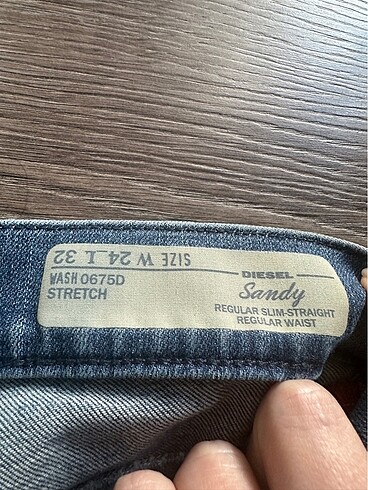 SIZE W 24 L 32
WASH 0675D
STRETCH
DIESEL
Sandy
REGULAR SLIM-STRAIGHT
REGULAR WAIST